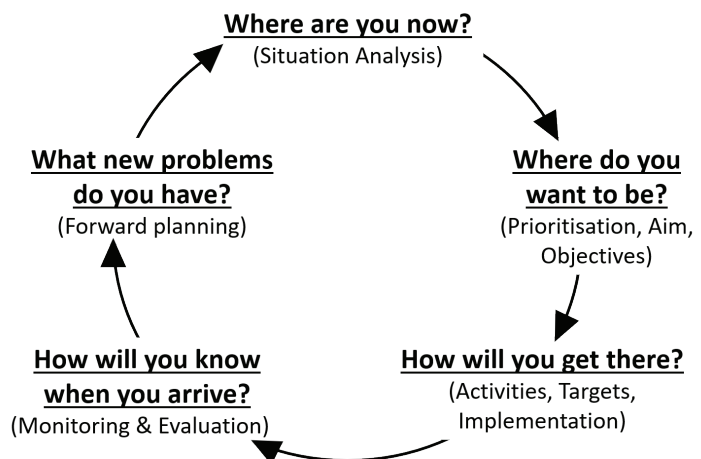 Where are you now?
(Situation Analysis)
Where do you
want to be?
(Prioritisation, Aim,
Objectives)
How will you get there?
(Activities, Targets,
Implementation)
How will you know
when you arrive?
(Monitoring & Evaluation)
What new problems
do you have?
(Forward planning)